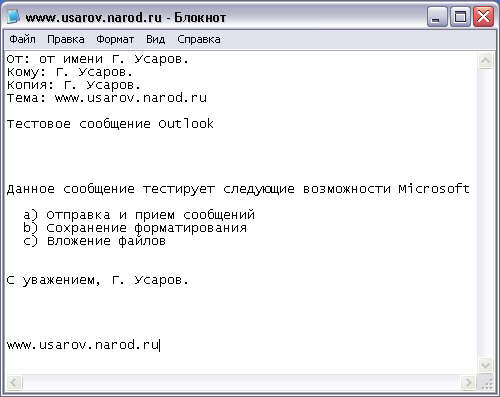 www.usarov.narod.ru - Блокнот
Файл Правка Формат Вид Справка
От: от имени Г. Усаров.
Кому: Г. Усаров.
Копия: Г. Усаров.
Тема: www.usarov.narod.ru
Тестовое сообщение Outlook
Данное сообщение тестирует следующие возможности Microsoft
a) Отправка и прием сообщений
b) Сохранение форматирования
c) Вложение файлов
С уважением, Г. Усаров.
www.usarov.narod.ru